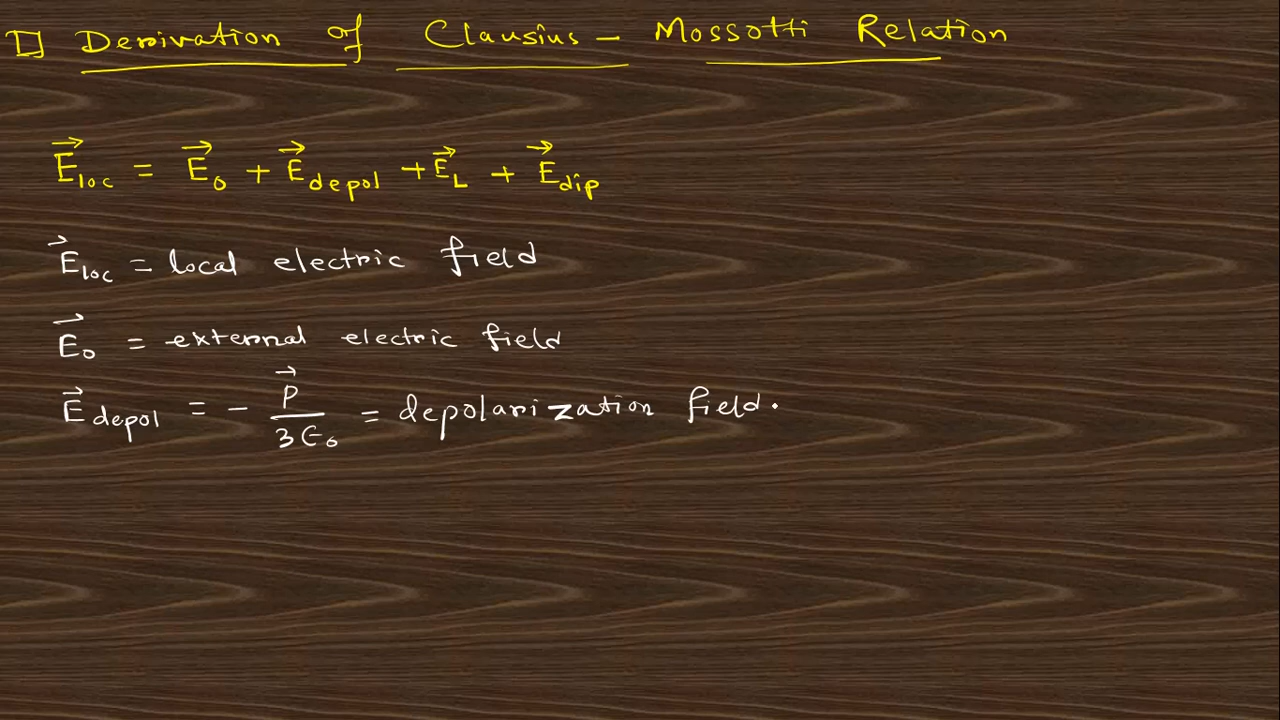 □ Derivation of Clausius - Mossotti Relation
E⃗loc = E⃗₀ + E⃗depol + E⃗L + E⃗dip
E⃗loc = local electric field
E⃗₀ = external electric field
E⃗depol = - P⃗/3ϵ₀ = depolarization field.